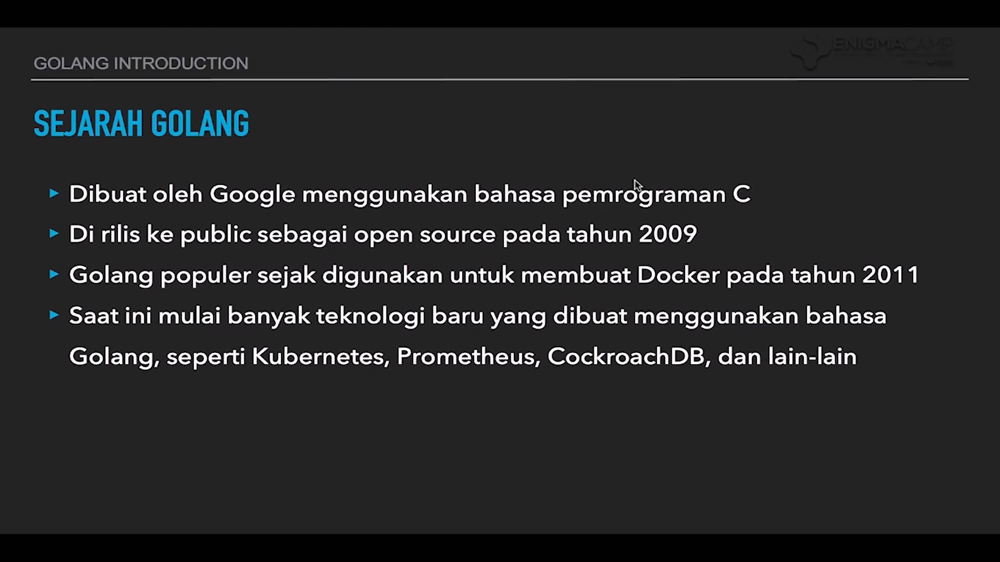 ENIGMACAMP
GOLANG INTRODUCTION
SEJARAH GOLANG
Dibuat oleh Google menggunakan bahasa pemrograman C
Di rilis ke public sebagai open source pada tahun 2009
Golang populer sejak digunakan untuk membuat Docker pada tahun 2011
Saat ini mulai banyak teknologi baru yang dibuat menggunakan bahasa
Golang, seperti Kubernetes, Prometheus, CockroachDB, dan lain-lain